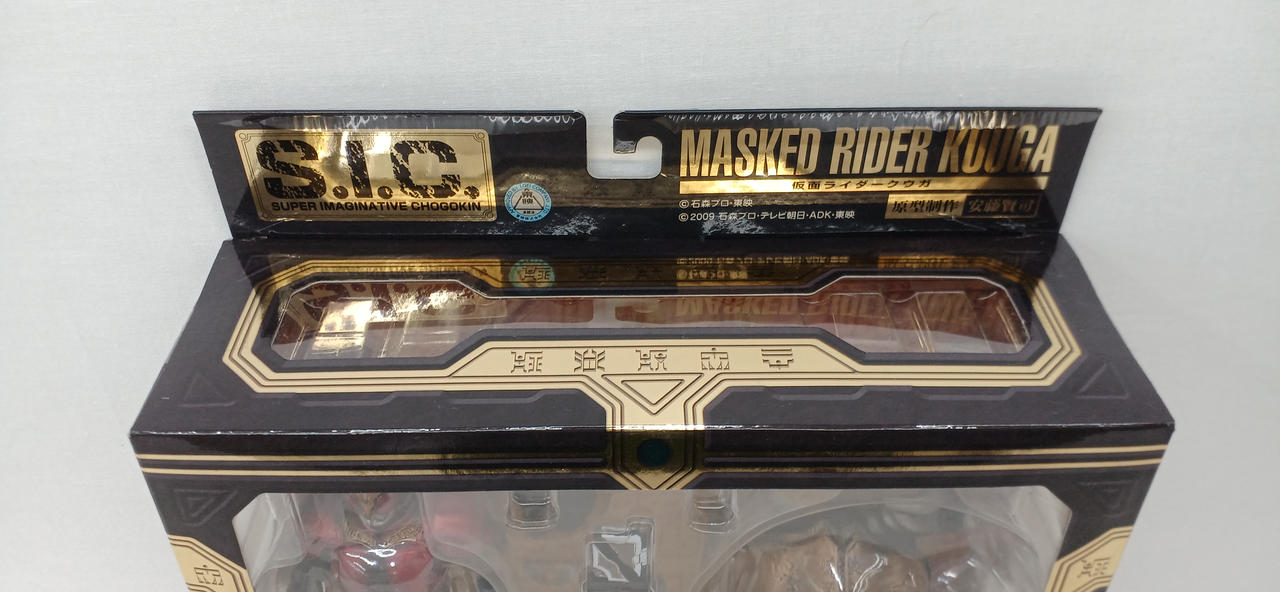 S.I.C.
SUPER IMAGINATIVE CHOGOKIN
東映
MASKED RIDER KUUGA
仮面ライダークウガ
©石森プロ・東映
©2009 石森プロ・テレビ朝日・ADK・東映
原型制作 安藤賢司